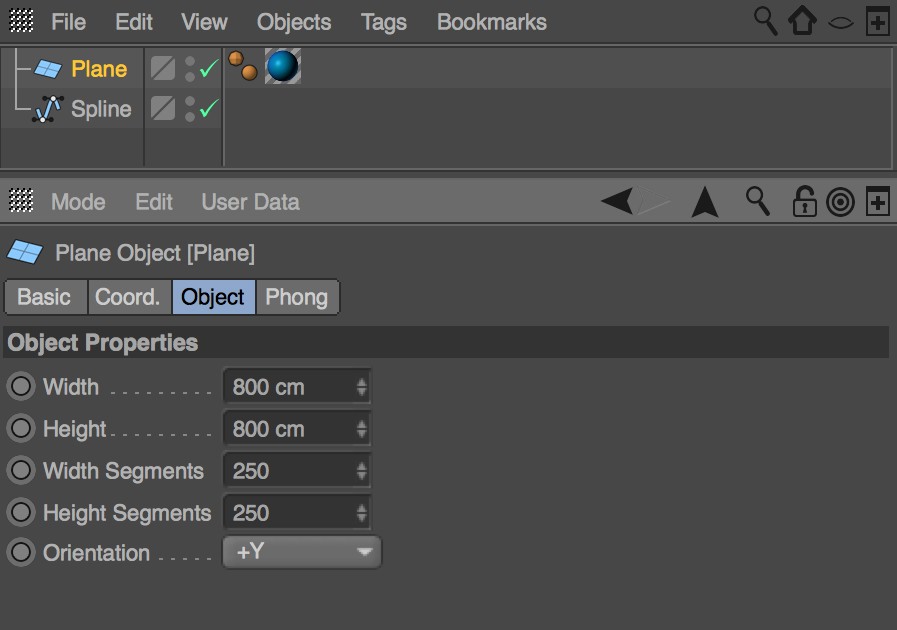 File Edit View Objects Tags Bookmarks
Plane
Spline
Mode Edit User Data
Plane Object [Plane]
Basic Coord. Object Phong
Object Properties
Width . . . . . . . . . 800 cm
Height . . . . . . . . . 800 cm
Width Segments 250
Height Segments 250
Orientation . . . . . +Y